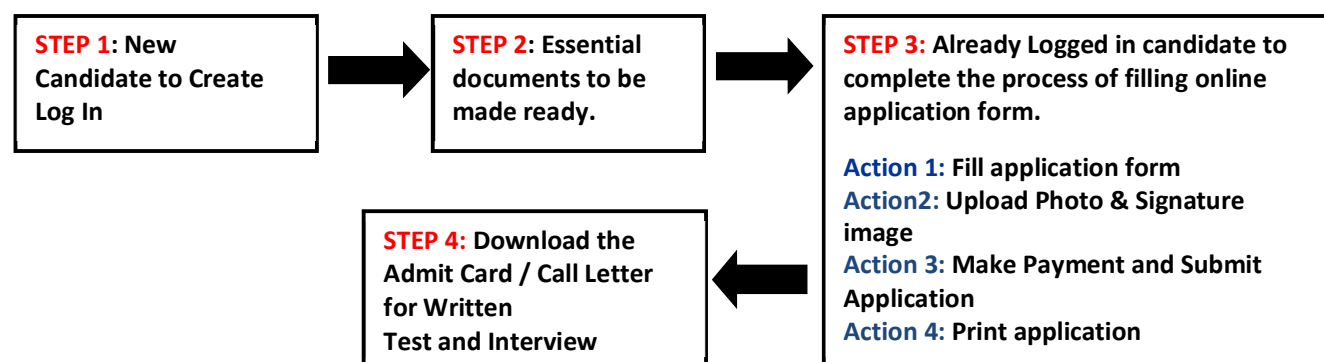 STEP 1: New
Candidate to Create
Log In
STEP 2: Essential
documents to be
made ready.
STEP 3: Already Logged in candidate to
complete the process of filling online
application form.
Action 1: Fill application form
Action2: Upload Photo & Signature
image
Action 3: Make Payment and Submit
Application
Action 4: Print application
STEP 4: Download the
Admit Card / Call Letter
for Written
Test and Interview